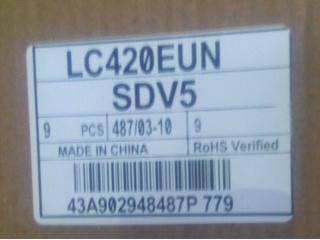 LC420EUN
SDV5
9 PCS 487/03-10 9
MADE IN CHINA RoHS Verified
43A902948487P 779